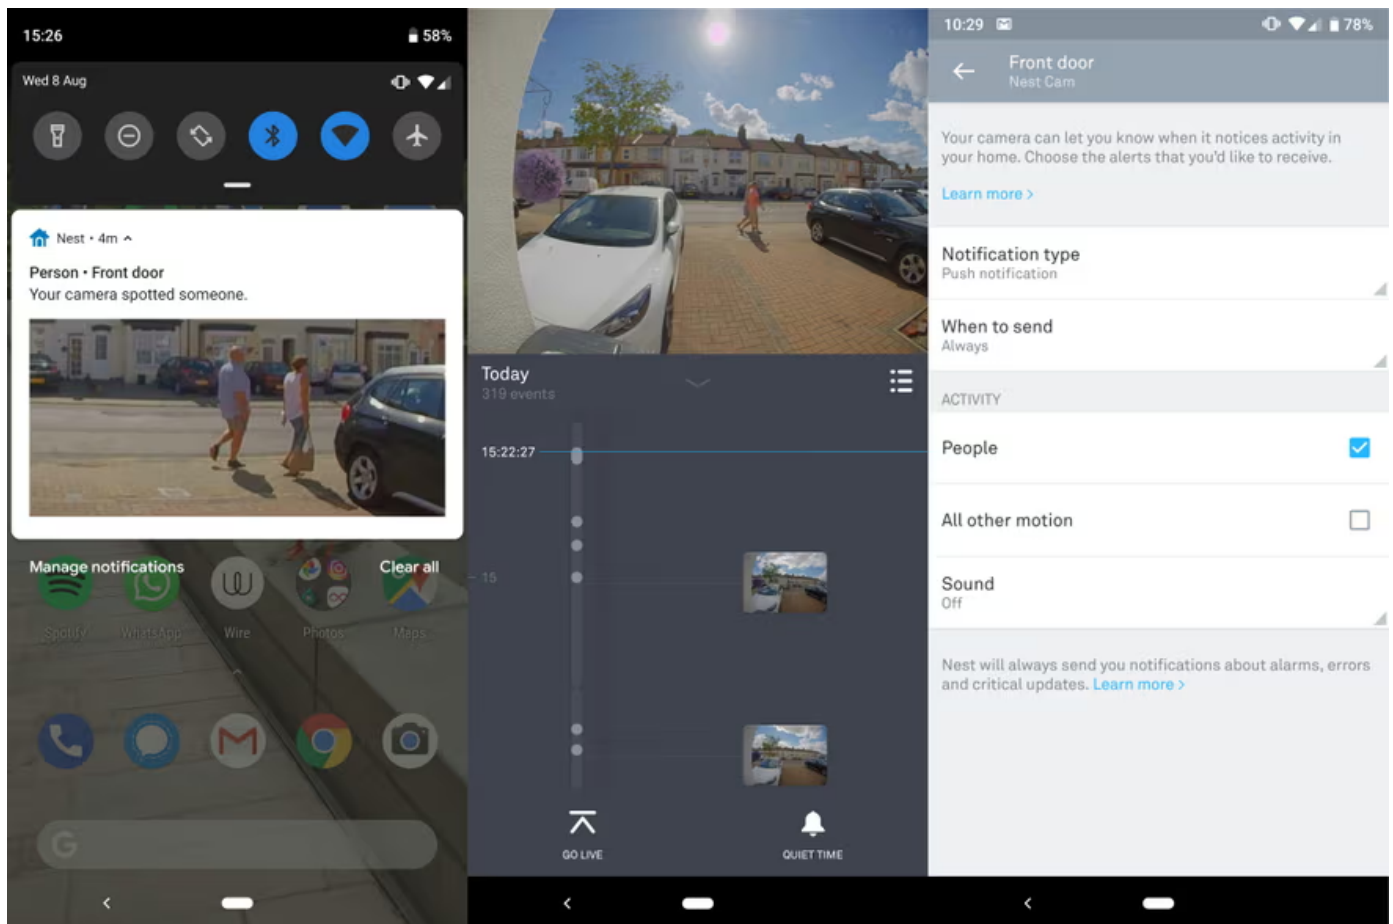 15:26
58%
Wed 8 Aug
Nest • 4m
Person • Front door
Your camera spotted someone.
Manage notifications
Clear all
Spotify
WhatsApp
Wire
Photos
Maps
G
Today
319 events
15:22:27
15
GO LIVE
QUIET TIME
10:29
78%
Front door
Nest Cam
Your camera can let you know when it notices activity in
your home. Choose the alerts that you'd like to receive.
Learn more >
Notification type
Push notification
When to send
Always
ACTIVITY
People
All other motion
Sound
Off
Nest will always send you notifications about alarms, errors
and critical updates. Learn more >